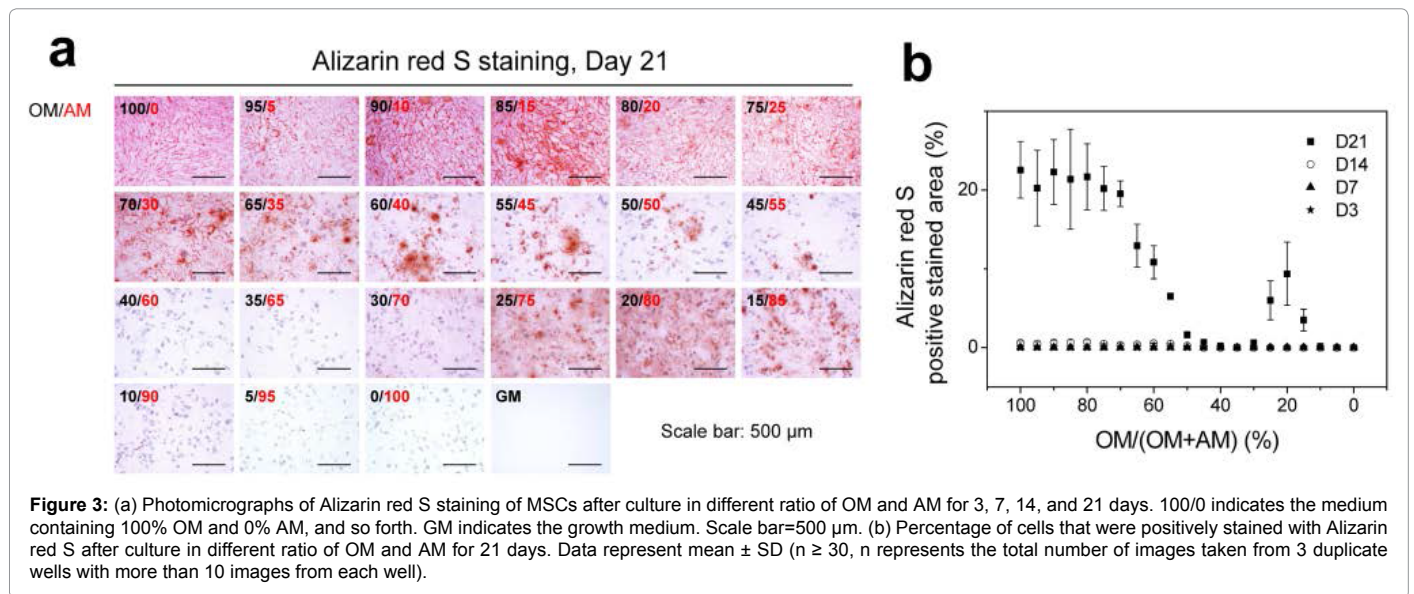 a
Alizarin red S staining, Day 21
OM/AM
100/0 95/5 90/10 85/15 80/20 75/25
70/30 65/35 60/40 55/45 50/50 45/55
40/60 35/65 30/70 25/75 20/80 15/85
10/90 5/95 0/100 GM
Scale bar: 500 μm
b
Alizarin red S
positive stained area (%)
20
0
D21
D14
D7
D3
100 80 60 40 20 0
OM/(OM+AM) (%)
Figure 3: (a) Photomicrographs of Alizarin red S staining of MSCs after culture in different ratio of OM and AM for 3, 7, 14, and 21 days. 100/0 indicates the medium
containing 100% OM and 0% AM, and so forth. GM indicates the growth medium. Scale bar=500 μm. (b) Percentage of cells that were positively stained with Alizarin
red S after culture in different ratio of OM and AM for 21 days. Data represent mean ± SD (n ≥ 30, n represents the total number of images taken from 3 duplicate
wells with more than 10 images from each well).